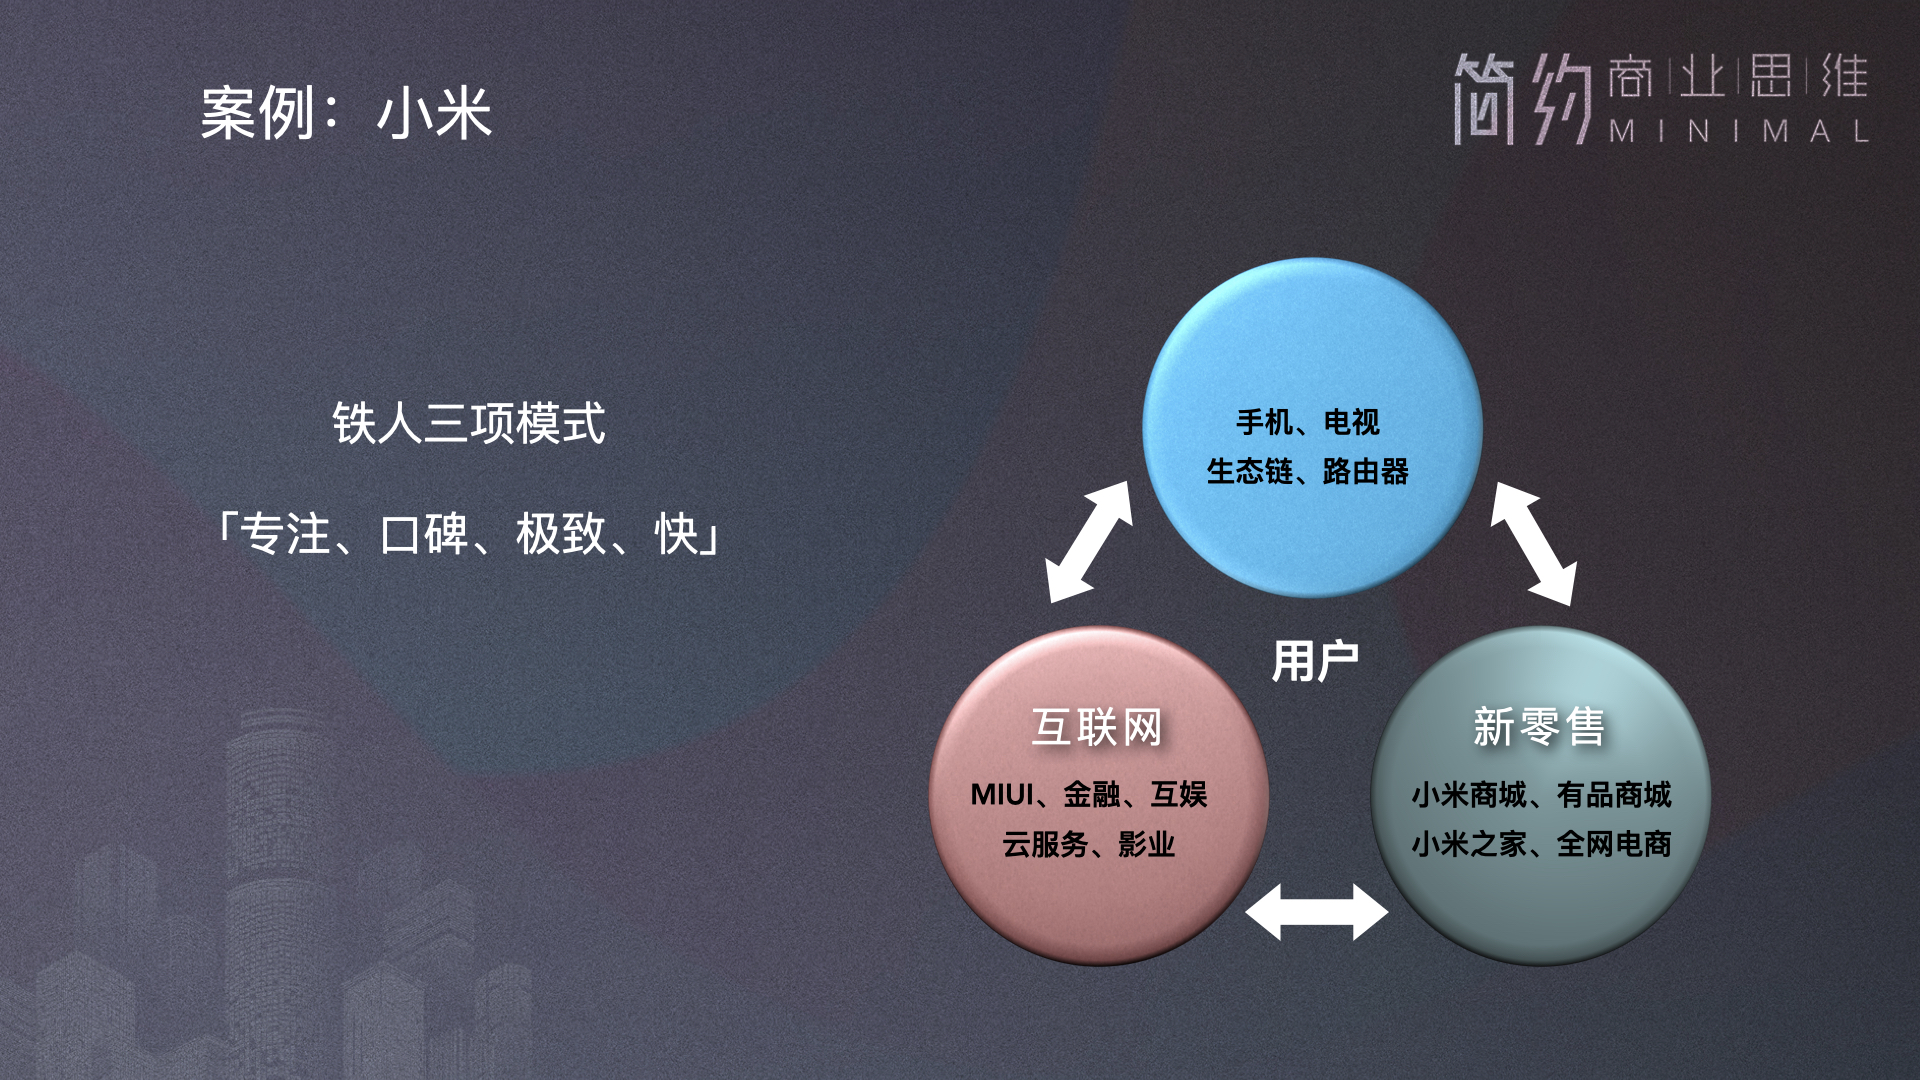 案例：小米
简约商业思维
MINIMAL
铁人三项模式
「专注、口碑、极致、快」
手机、电视
生态链、路由器
用户
互联网
MIUI、金融、互娱
云服务、影业
新零售
小米商城、有品商城
小米之家、全网电商